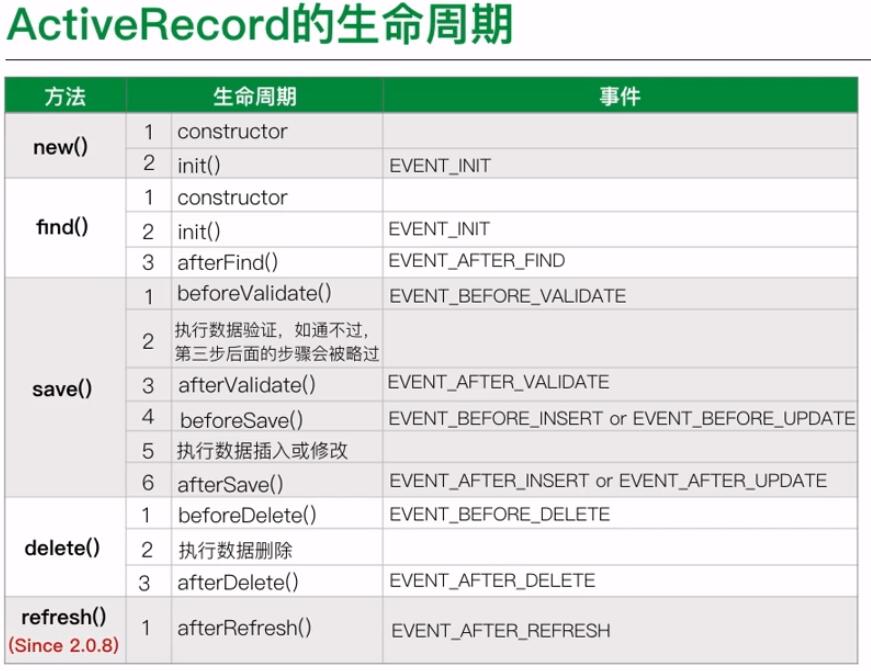 ActiveRecord的生命周期
方法 生命周期 事件
new()
1 constructor
2 init() EVENT_INIT
find()
1 constructor
2 init() EVENT_INIT
3 afterFind() EVENT_AFTER_FIND
save()
1 beforeValidate() EVENT_BEFORE_VALIDATE
2 执行数据验证，如通不过，
第三步后面的步骤会被略过
3 afterValidate() EVENT_AFTER_VALIDATE
4 beforeSave() EVENT_BEFORE_INSERT or EVENT_BEFORE_UPDATE
5 执行数据插入或修改
6 afterSave() EVENT_AFTER_INSERT or EVENT_AFTER_UPDATE
delete()
1 beforeDelete() EVENT_BEFORE_DELETE
2 执行数据删除
3 afterDelete() EVENT_AFTER_DELETE
refresh()
(Since 2.0.8)
1 afterRefresh() EVENT_AFTER_REFRESH